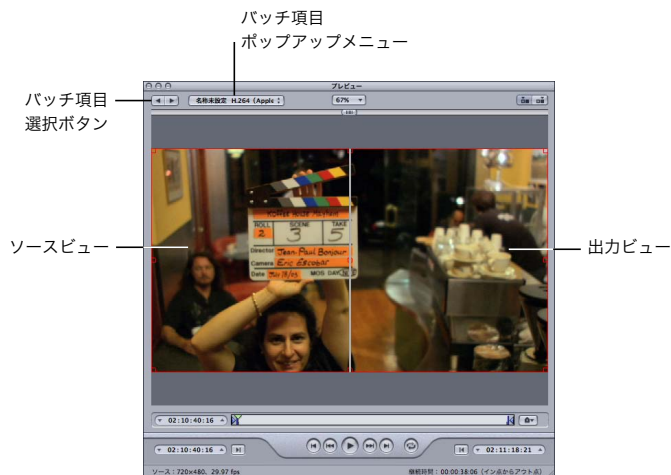 バッチ項目
ポップアップメニュー
バッチ項目
選択ボタン
プレビュー
名称未設定 H.264 (Apple
67%
ROLL SCENE TAKE
2 3 5
Director Jean-Paul Bonjour
Camera Eric Escobar
Date
MOS DAY
ソースビュー
出力ビュー
02:10:40:16
02:10:40:16
02:11:18:21
ソース：720x480、29.97 fps
継続時間：00:00:38:06（イン点からアウト点）